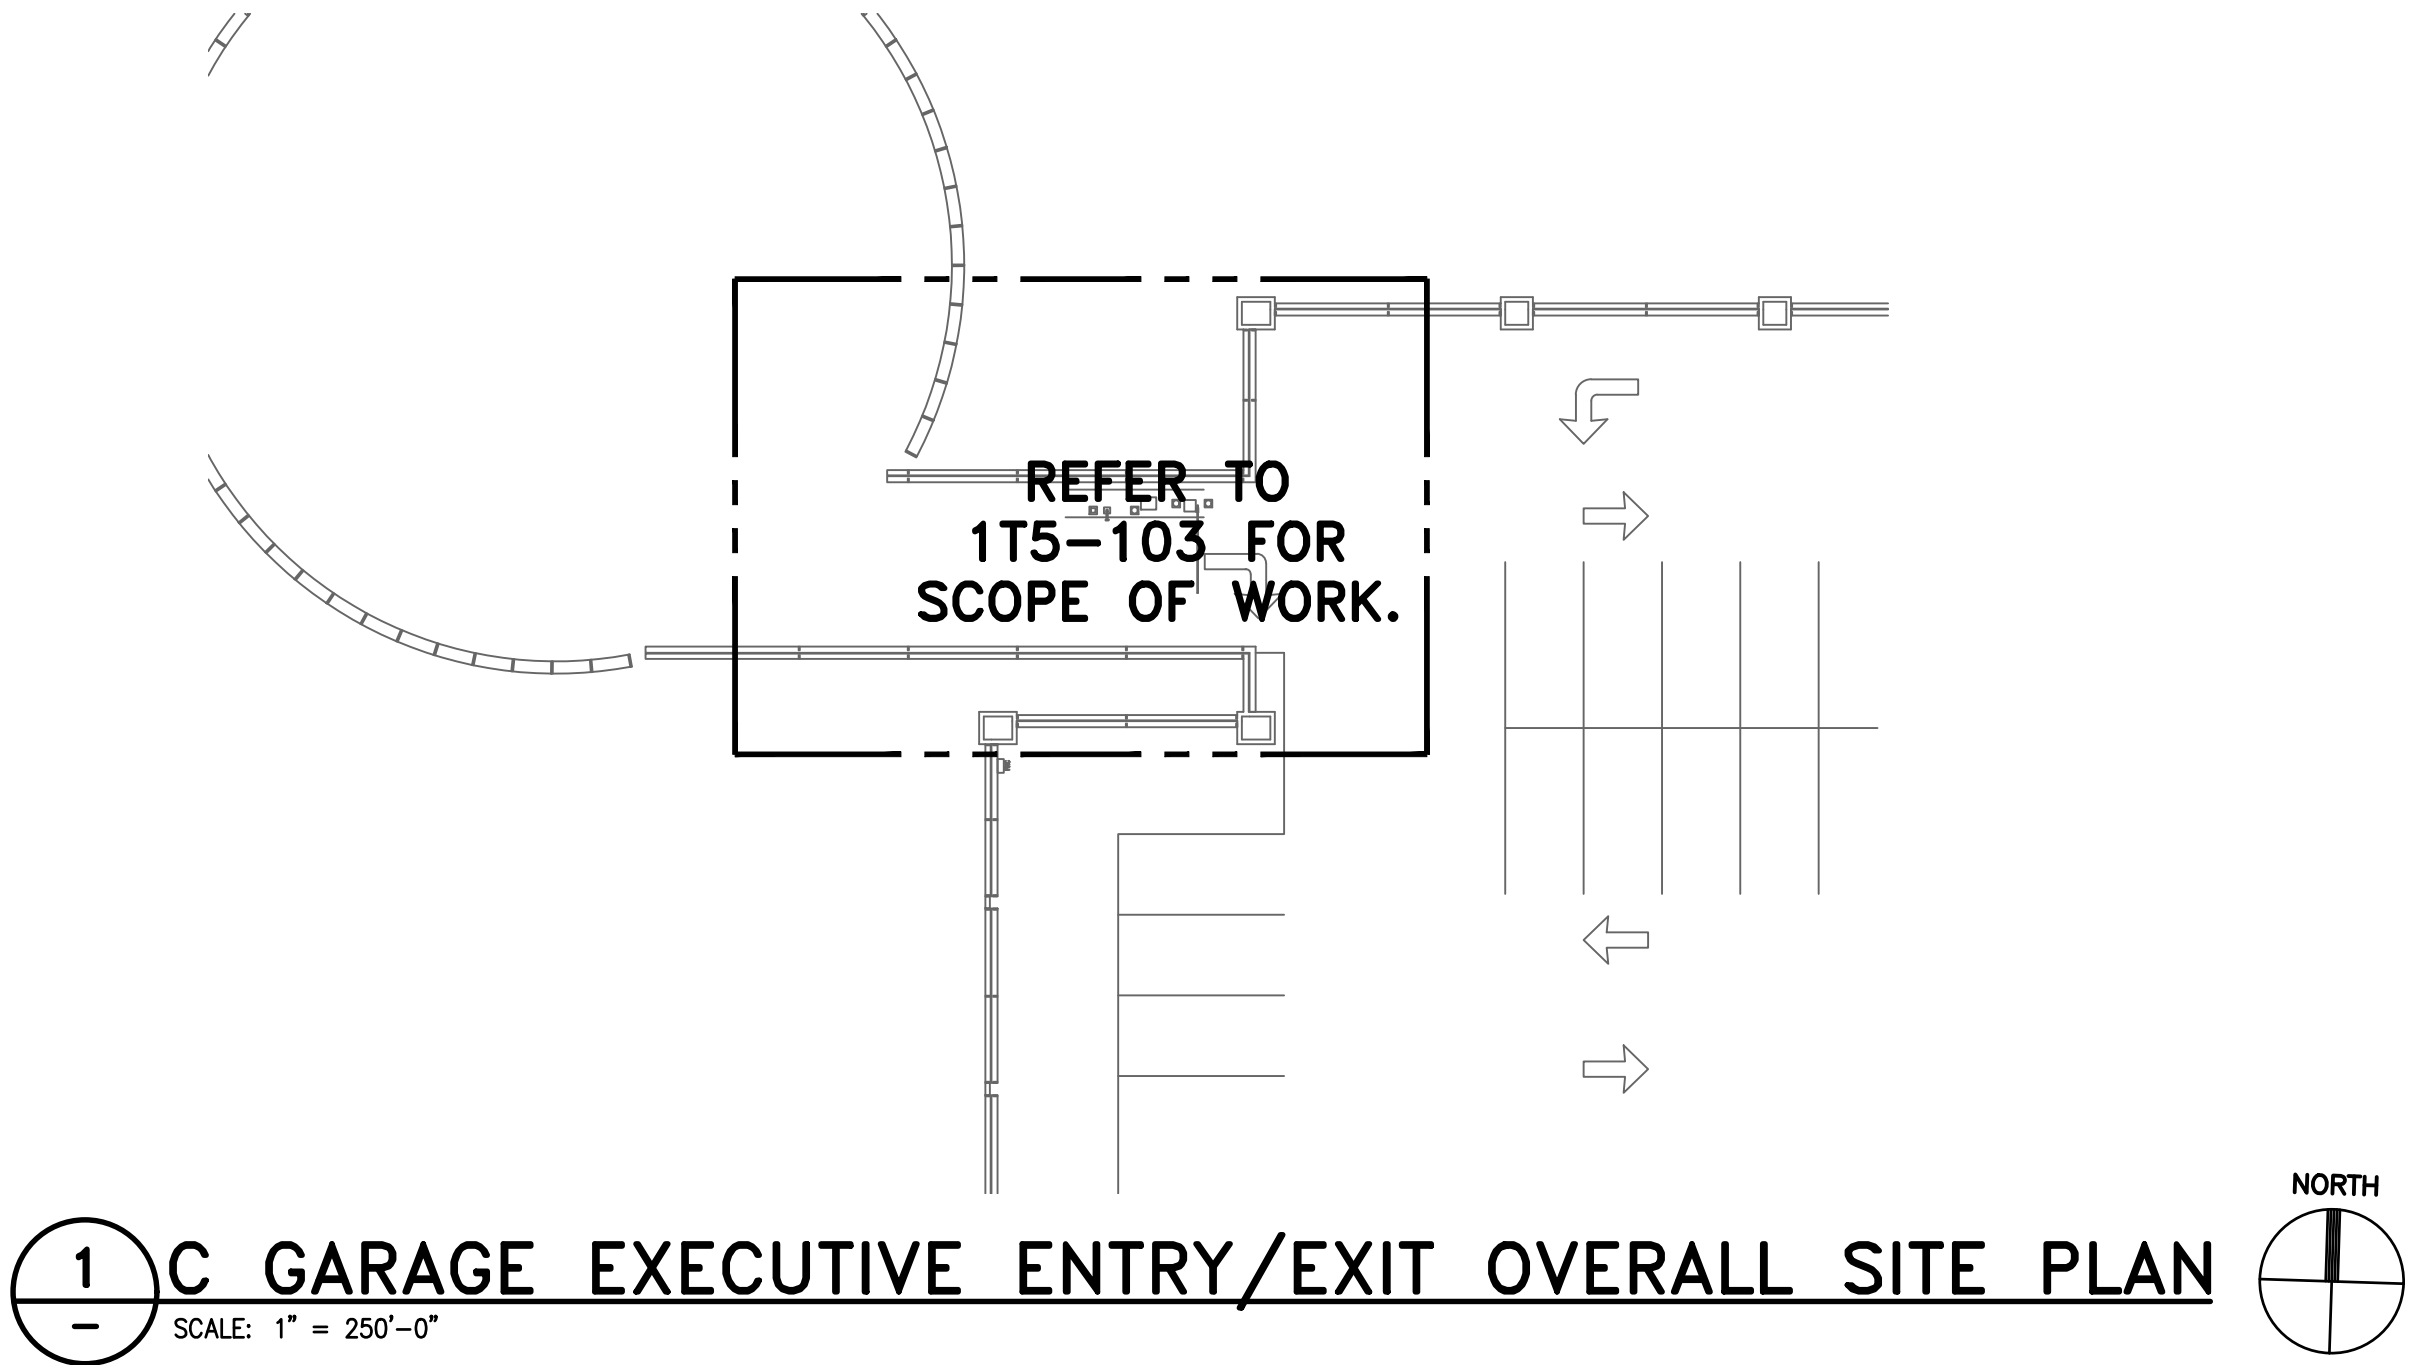 REFER TO
1T5-103 FOR
SCOPE OF WORK.
NORTH
1
C GARAGE EXECUTIVE ENTRY/EXIT OVERALL SITE PLAN
-
SCALE: 1" = 250'-0"